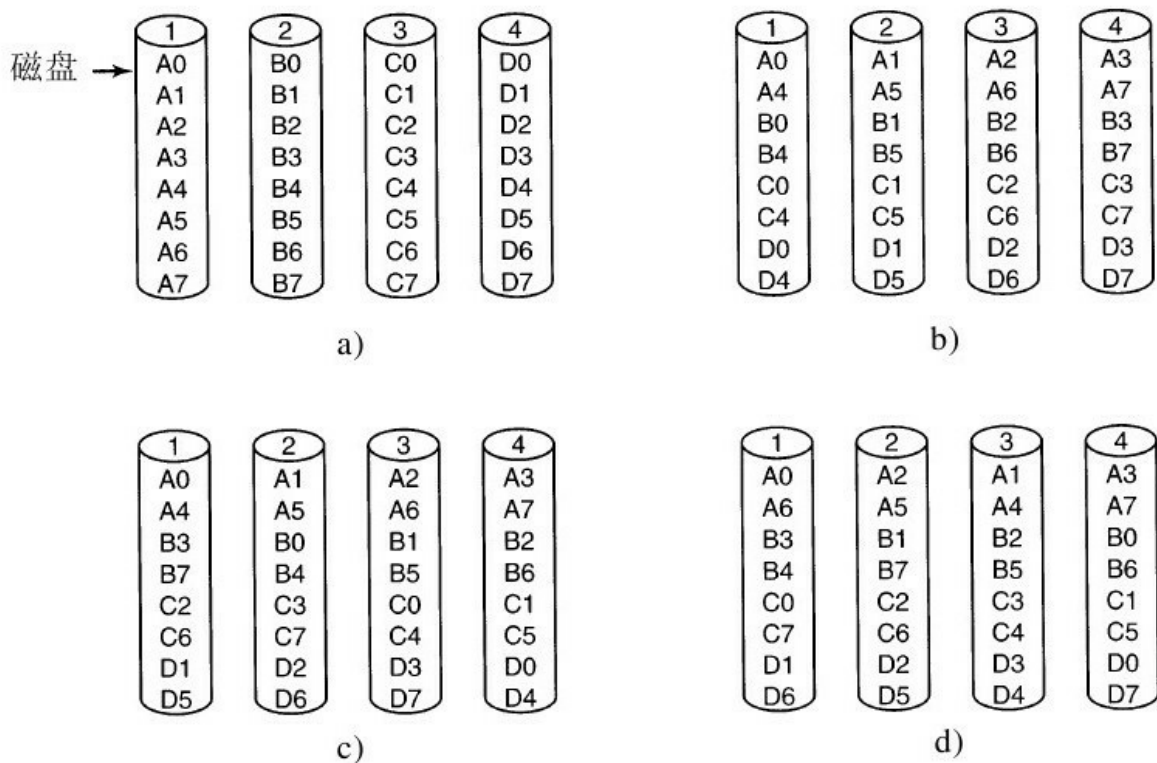 1 2 3 4
磁盘 A0 B0 C0 D0
A1 B1 C1 D1
A2 B2 C2 D2
A3 B3 C3 D3
A4 B4 C4 D4
A5 B5 C5 D5
A6 B6 C6 D6
A7 B7 C7 D7
a)
1 2 3 4
A0 A1 A2 A3
A4 A5 A6 A7
B0 B1 B2 B3
B4 B5 B6 B7
C0 C1 C2 C3
C4 C5 C6 C7
D0 D1 D2 D3
D4 D5 D6 D7
b)
1 2 3 4
A0 A1 A2 A3
A4 A5 A6 A7
B3 B0 B1 B2
B7 B4 B5 B6
C2 C3 C0 C1
C6 C7 C4 C5
D1 D2 D3 D0
D5 D6 D7 D4
c)
1 2 3 4
A0 A2 A1 A3
A6 A5 A4 A7
B3 B1 B2 B0
B4 B7 B5 B6
C0 C2 C3 C1
C7 C6 C4 C5
D1 D2 D3 D0
D6 D5 D4 D7
d)